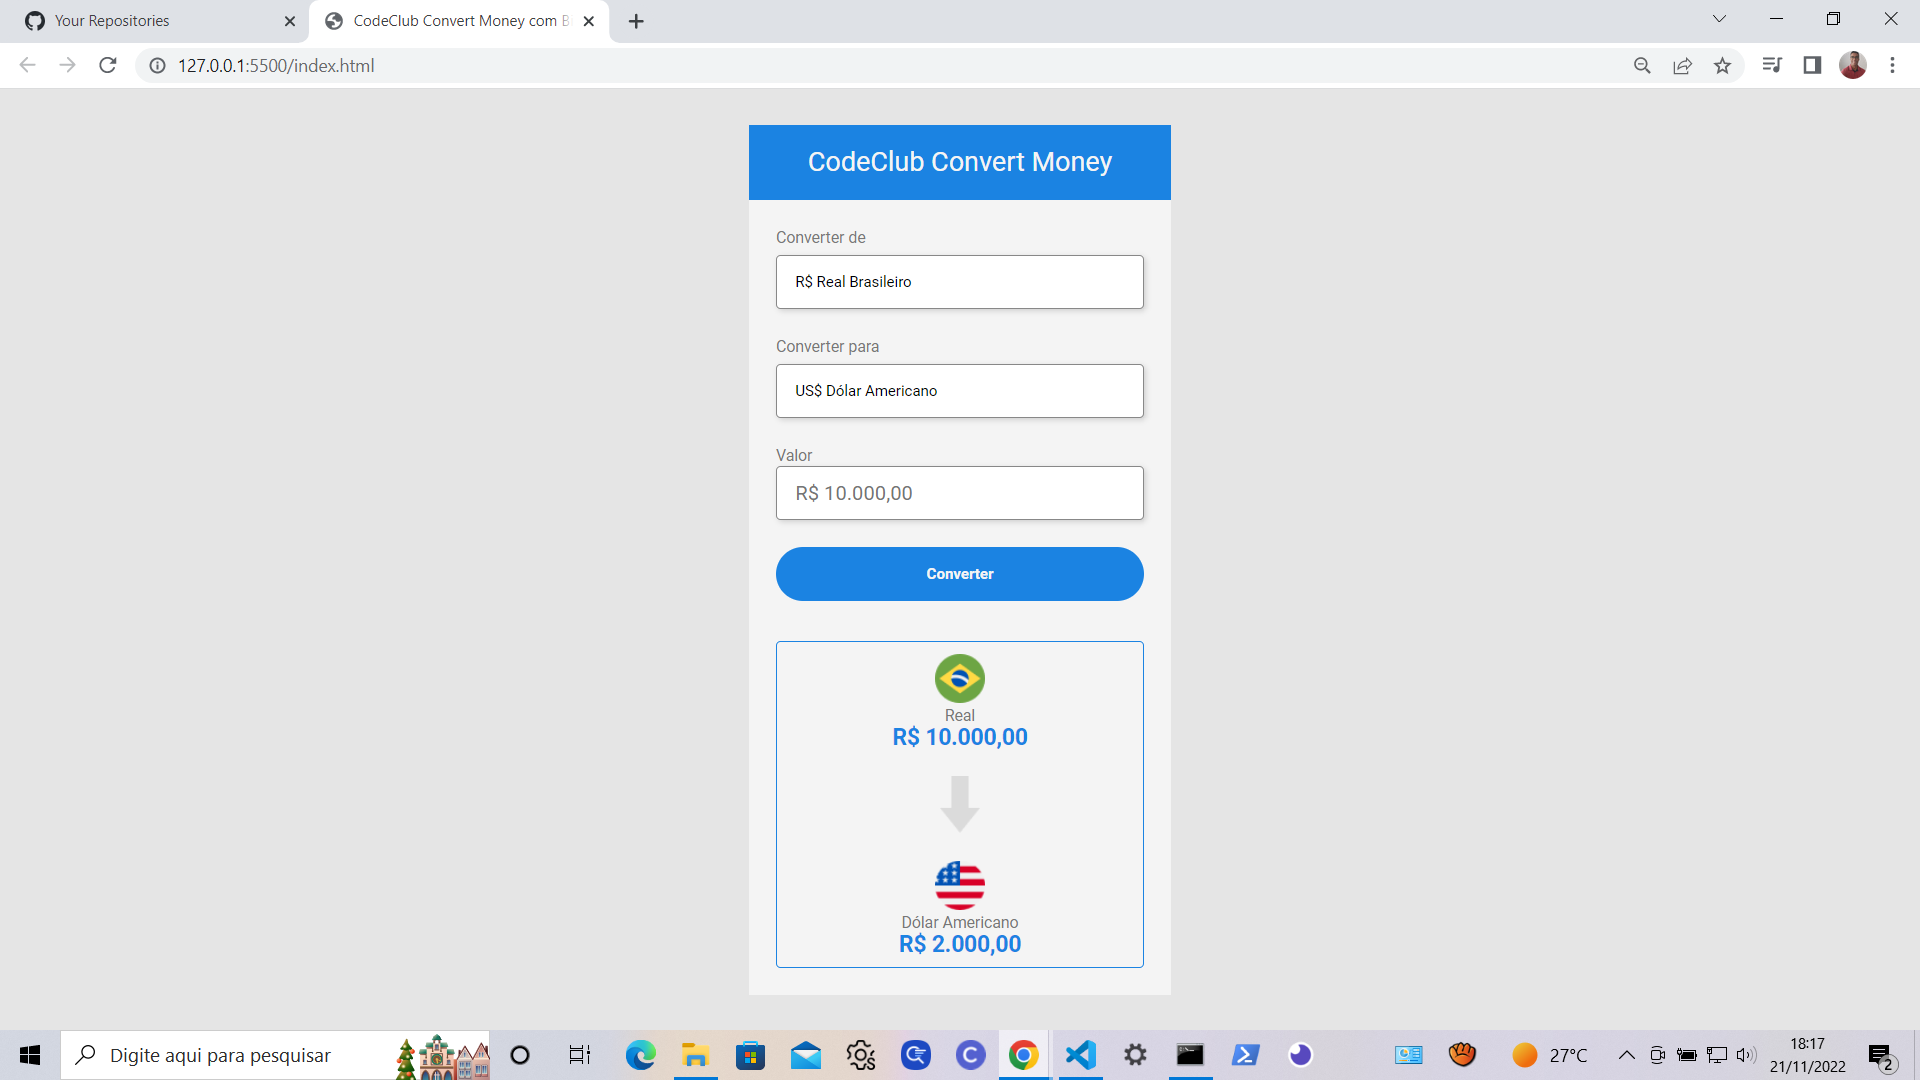 Your Repositories
CodeClub Convert Money com B
127.0.0.1:5500/index.html
CodeClub Convert Money
Converter de
R$ Real Brasileiro
Converter para
US$ Dólar Americano
Valor
R$ 10.000,00
Converter
Real
R$ 10.000,00
Dólar Americano
R$ 2.000,00
Digite aqui para pesquisar
27°C
18:17
21/11/2022
2